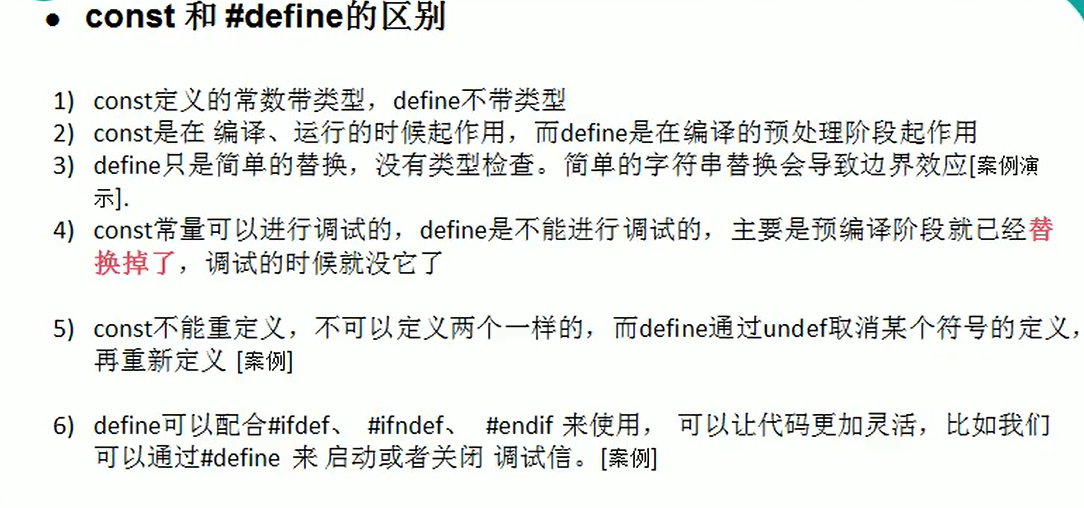 ● const 和 #define的区别
1) const定义的常数带类型，define不带类型
2) const是在 编译、运行的时候起作用，而define是在编译的预处理阶段起作用
3) define只是简单的替换，没有类型检查。简单的字符串替换会导致边界效应[案例演
示].
4) const常量可以进行调试的，define是不能进行调试的，主要是预编译阶段就已经替
换掉了，调试的时候就没它了
5) const不能重定义，不可以定义两个一样的，而define通过undef取消某个符号的定义，
再重新定义 [案例]
6) define可以配合#ifdef、 #ifndef、 #endif 来使用， 可以让代码更加灵活，比如我们
可以通过#define 来 启动或者关闭 调试信。[案例]